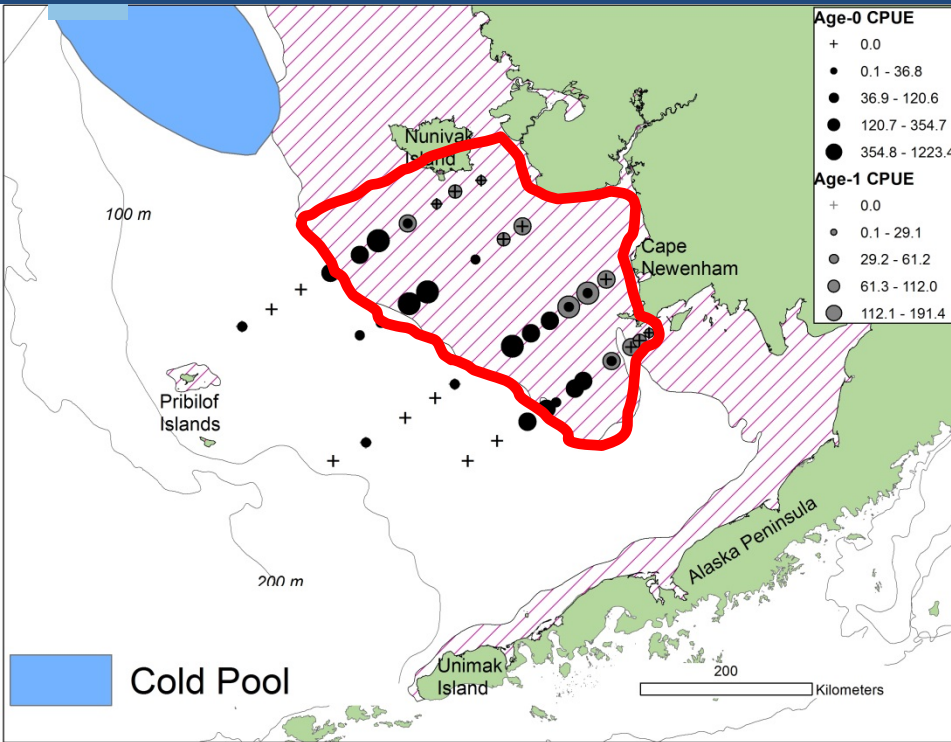 Age-0 CPUE
0.0
0.1 - 36.8
36.9 - 120.6
120.7 - 354.7
354.8 - 1223.4
Age-1 CPUE
0.0
0.1 - 29.1
29.2 - 61.2
61.3 - 112.0
112.1 - 191.4
Nunivak
Island
100 m
Cape
Newenham
Pribilof
Islands
200 m
Alaska Peninsula
Unimak
Island
Cold Pool
200
Kilometers